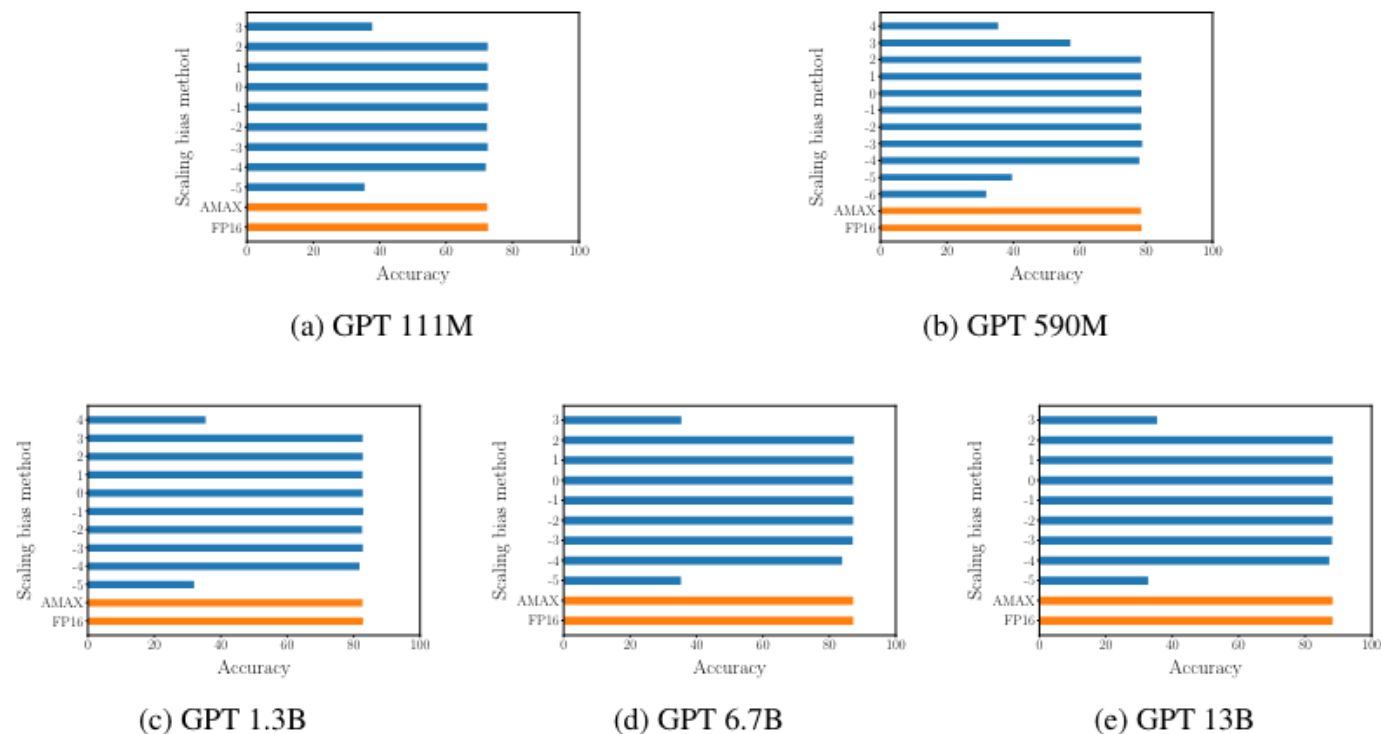 3
2
1
0
-1
-2
-3
-4
-5
AMAX
FP16
0 20 40 60 80 100
Scaling bias method
Accuracy
(a) GPT 111M
4
3
2
1
0
-1
-2
-3
-4
-5
-6
AMAX
FP16
0 20 40 60 80 100
Scaling bias method
Accuracy
(b) GPT 590M
4
3
2
1
0
-1
-2
-3
-4
-5
AMAX
FP16
0 20 40 60 80 100
Scaling bias method
Accuracy
(c) GPT 1.3B
3
2
1
0
-1
-2
-3
-4
-5
AMAX
FP16
0 20 40 60 80 100
Scaling bias method
Accuracy
(d) GPT 6.7B
3
2
1
0
-1
-2
-3
-4
-5
AMAX
FP16
0 20 40 60 80 100
Scaling bias method
Accuracy
(e) GPT 13B